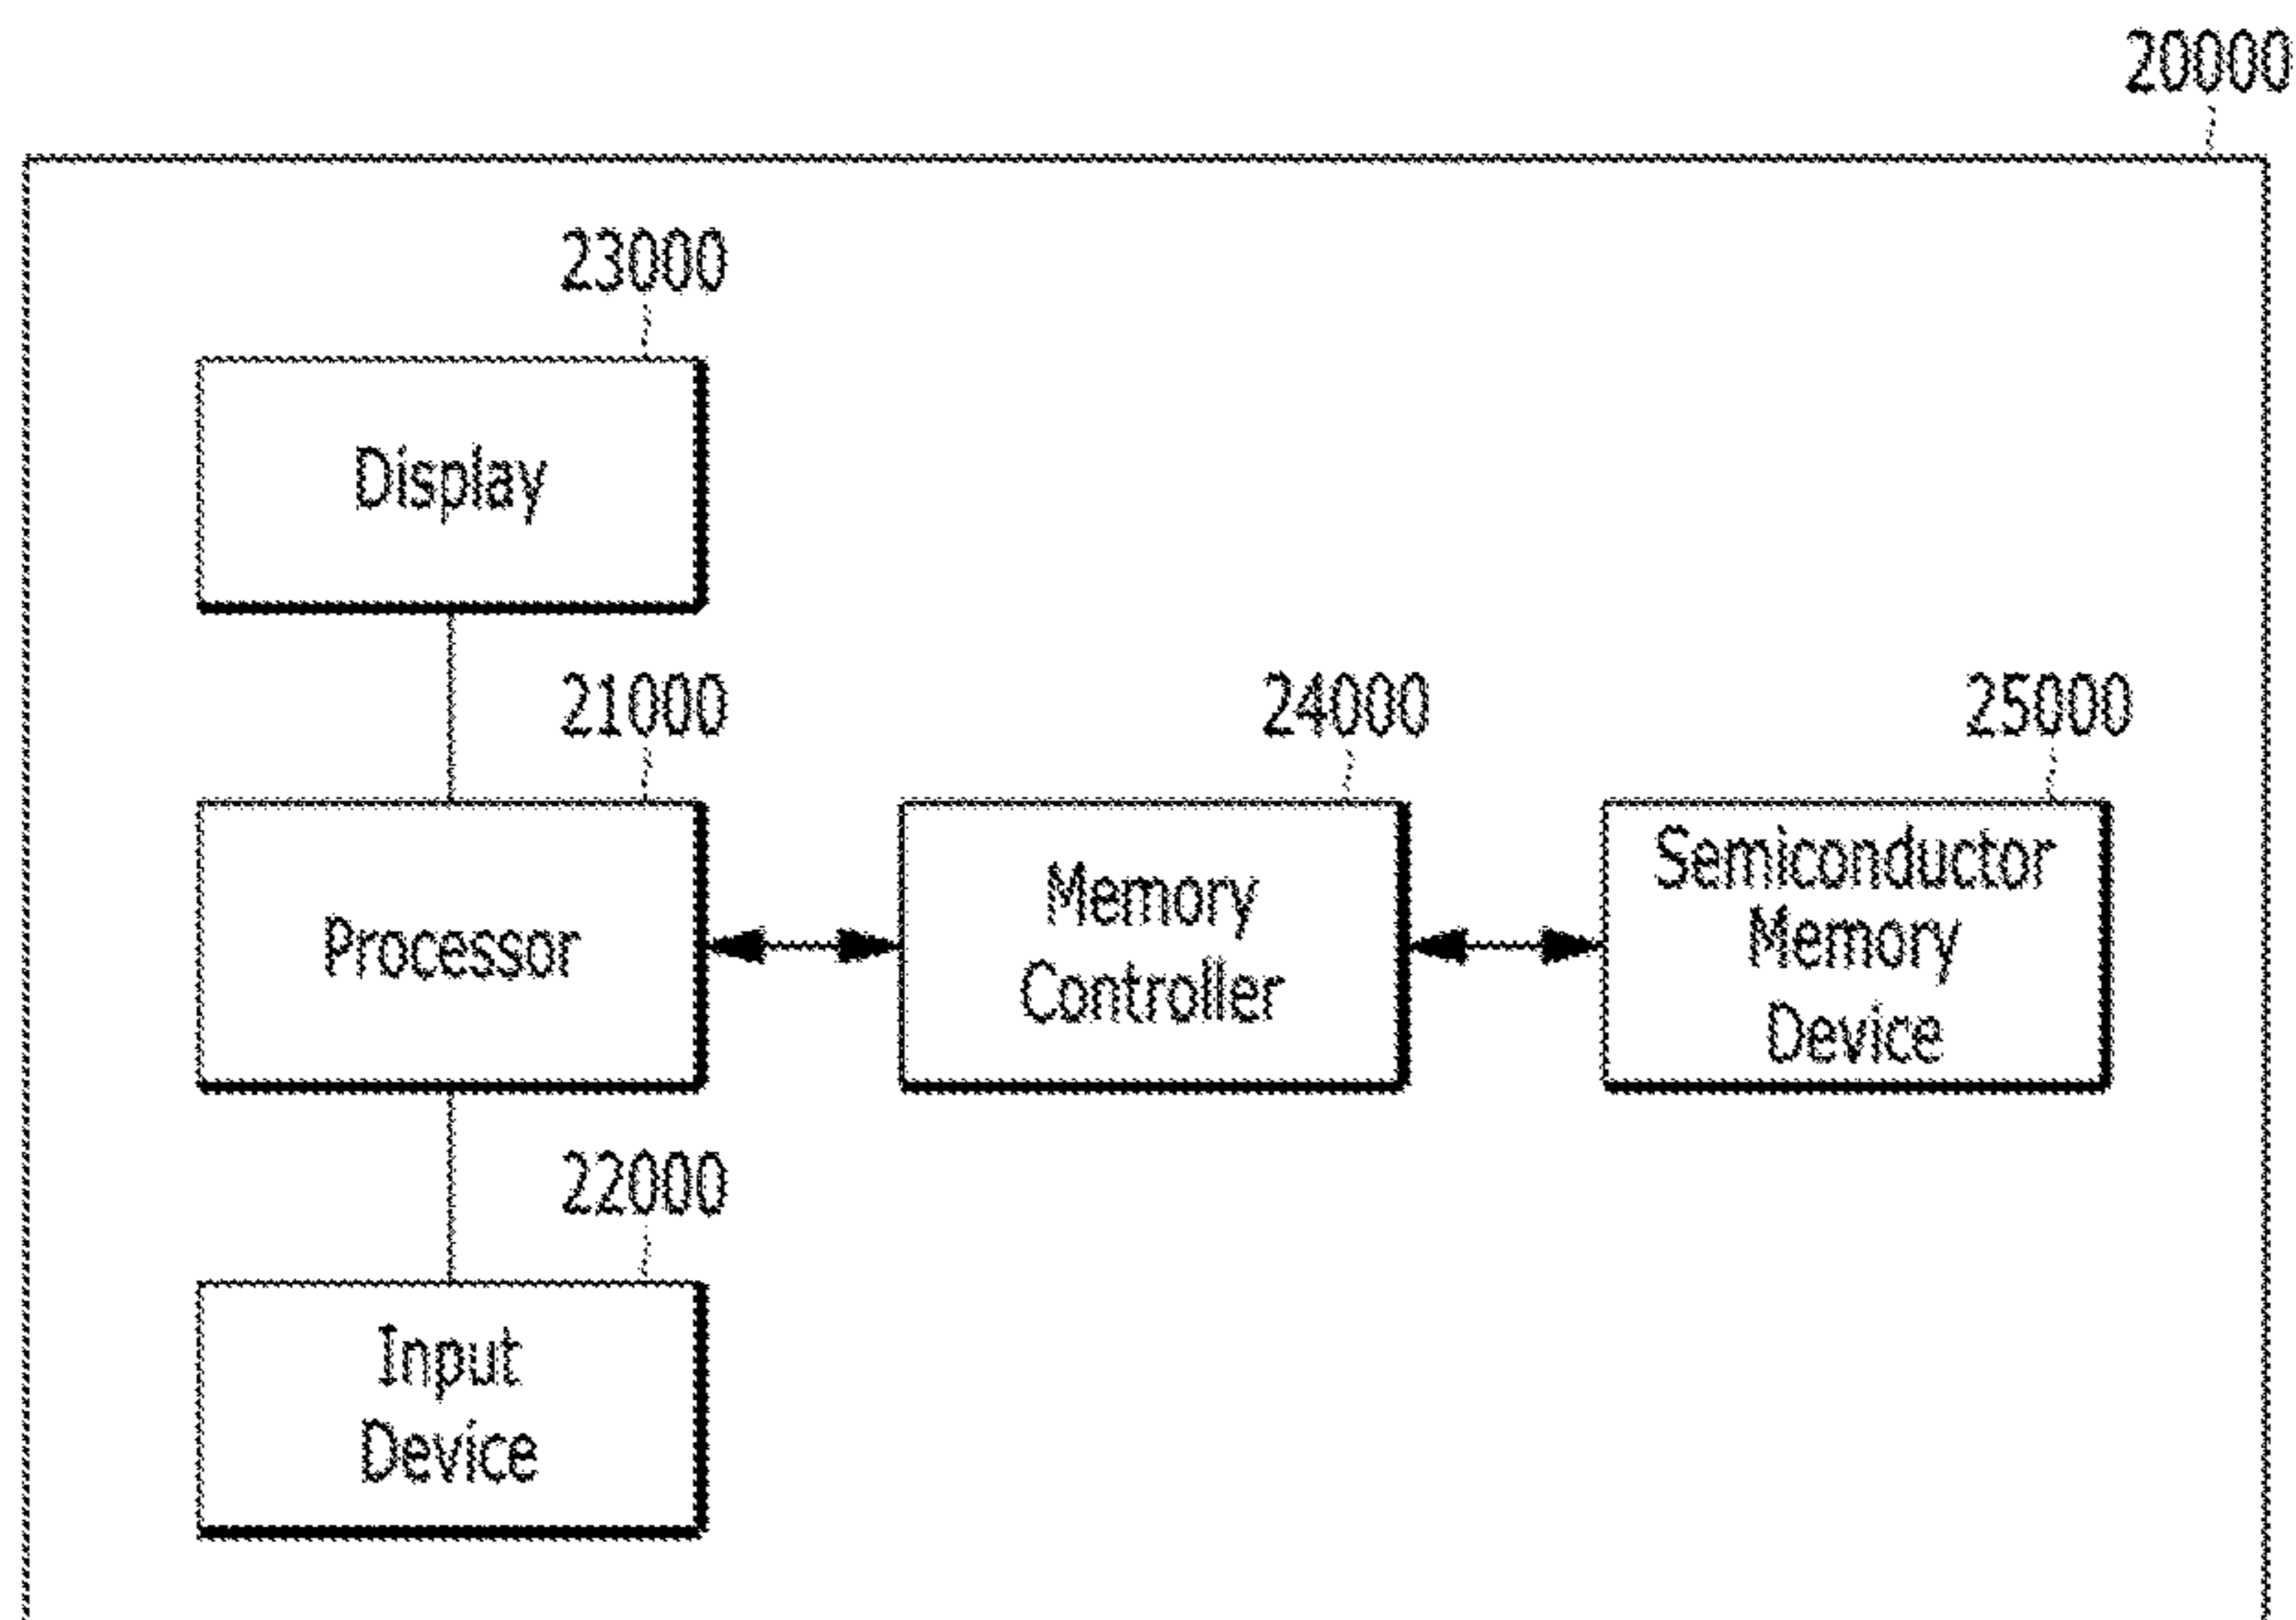 20000
23000
Display
21000
24000
25000
Processor
Memory
Controller
Semiconductor
Memory
Device
22000
Input
Device